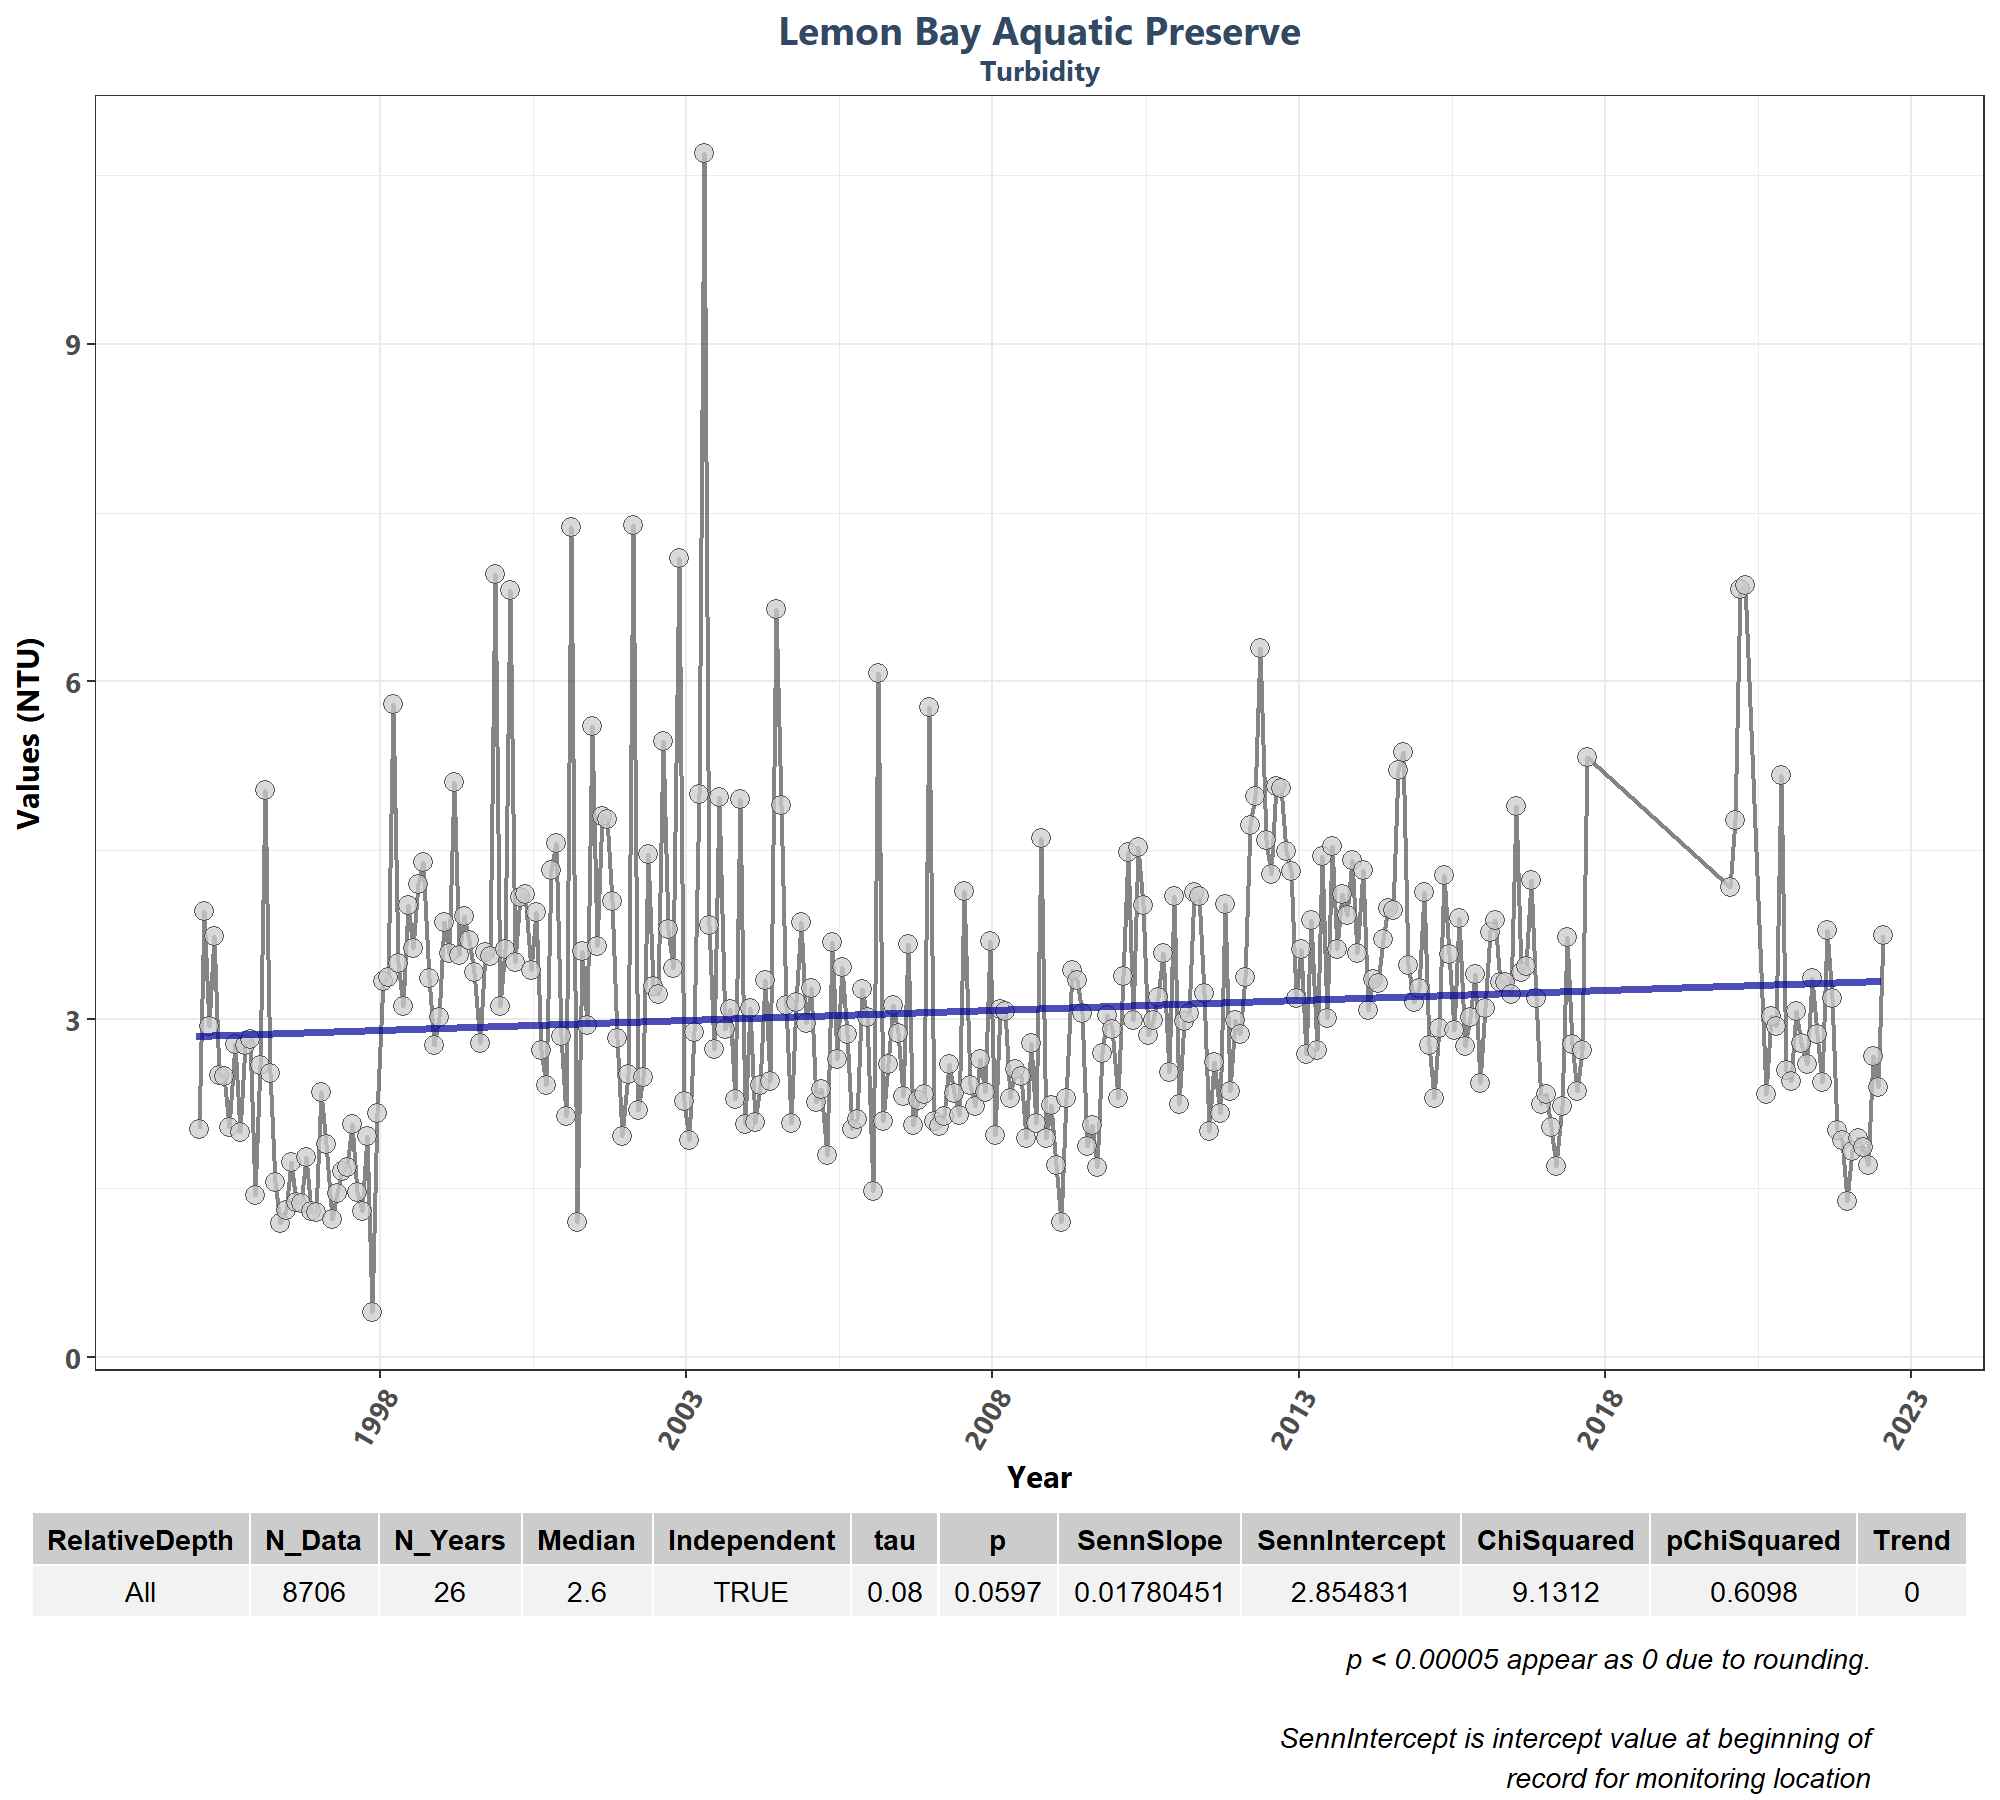 Lemon Bay Aquatic Preserve
Turbidity
Values (NTU)
9
6
3
0
1998 2003 2008 2013 2018 2023
Year
RelativeDepth N_Data N_Years Median Independent tau p SennSlope SennIntercept ChiSquared pChiSquared Trend
All 8706 26 2.6 TRUE 0.08 0.0597 0.01780451 2.854831 9.1312 0.6098 0
p < 0.00005 appear as 0 due to rounding.
SennIntercept is intercept value at beginning of
record for monitoring location